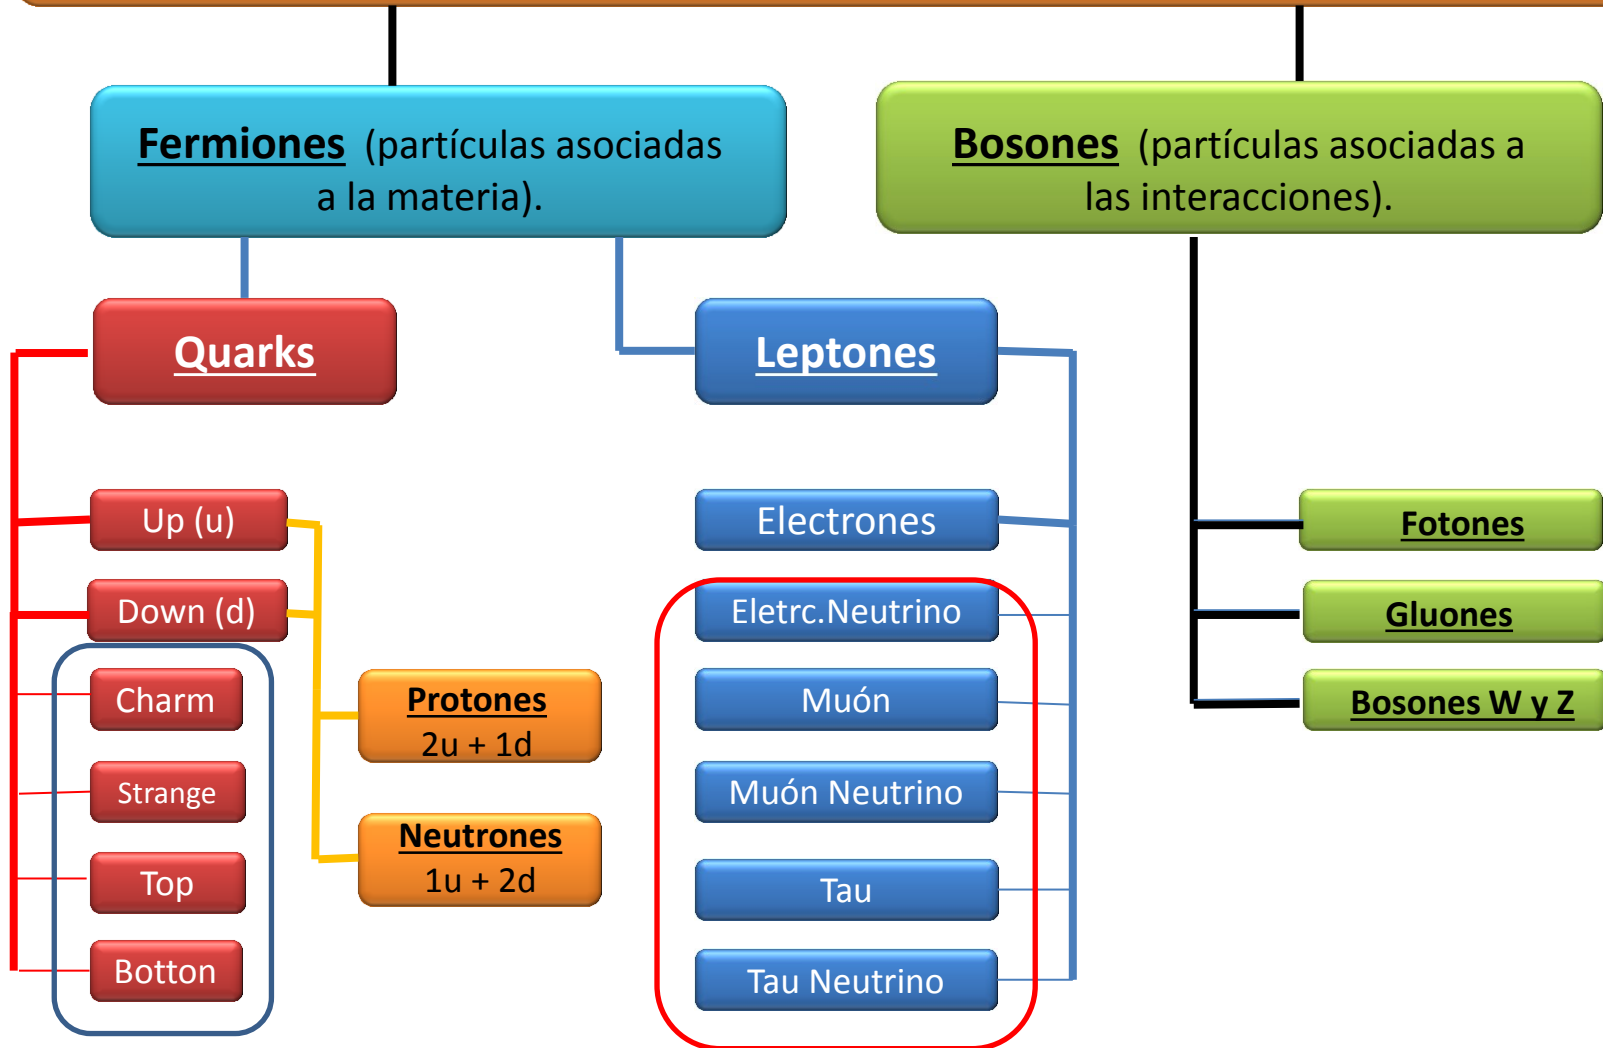 Fermiones (partículas asociadas
a la materia).
Bosones (partículas asociadas a
las interacciones).
Quarks
Leptones
Up (u)
Down (d)
Charm
Strange
Top
Botton
Protones
2u + 1d
Neutrones
1u + 2d
Electrones
Eletrc.Neutrino
Muón
Muón Neutrino
Tau
Tau Neutrino
Fotones
Gluones
Bosones W y Z